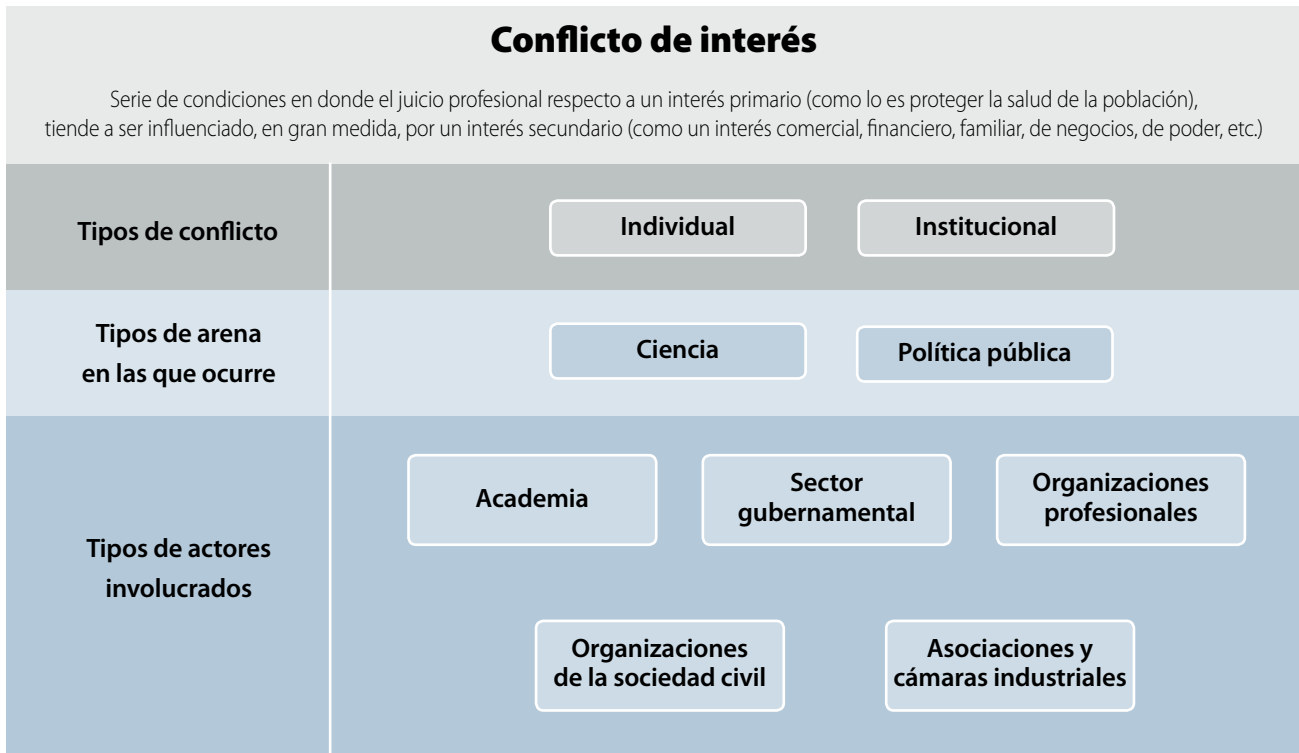 Conflicto de interés
Serie de condiciones en donde el juicio profesional respecto a un interés primario (como lo es proteger la salud de la población),
tiende a ser influenciado, en gran medida, por un interés secundario (como un interés comercial, financiero, familiar, de negocios, de poder, etc.)
Tipos de conflicto
Individual
Institucional
Tipos de arena
en las que ocurre
Ciencia
Política pública
Tipos de actores
involucrados
Academia
Sector
gubernamental
Organizaciones
profesionales
Organizaciones
de la sociedad civil
Asociaciones y
cámaras industriales